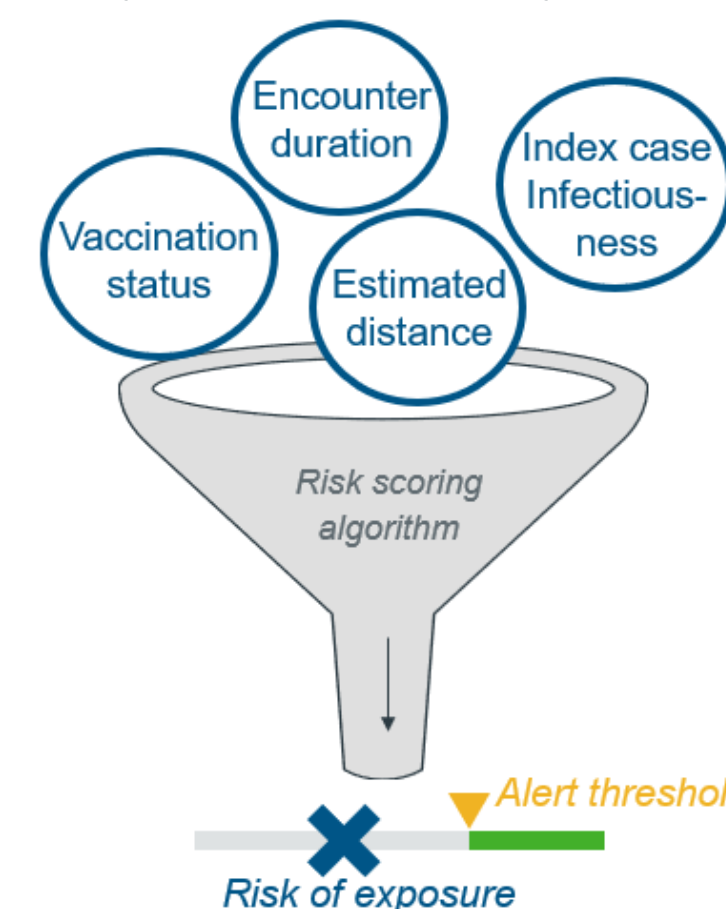 Encounter
duration
Index case
Infectious-
ness
Vaccination
status
Estimated
distance
Risk scoring
algorithm
Alert threshol
Risk of exposure